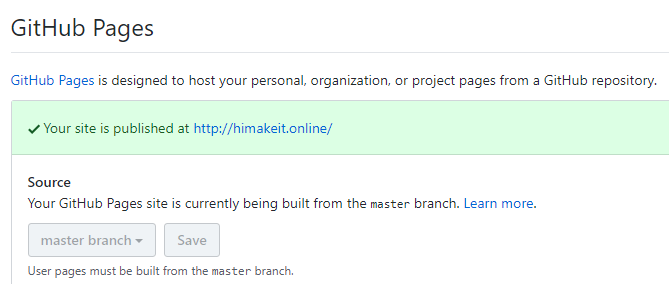 GitHub Pages
GitHub Pages is designed to host your personal, organization, or project pages from a GitHub repository.
✓ Your site is published at http://himakeit.online/
Source
Your GitHub Pages site is currently being built from the master branch. Learn more.
master branch ▾ Save
User pages must be built from the master branch.